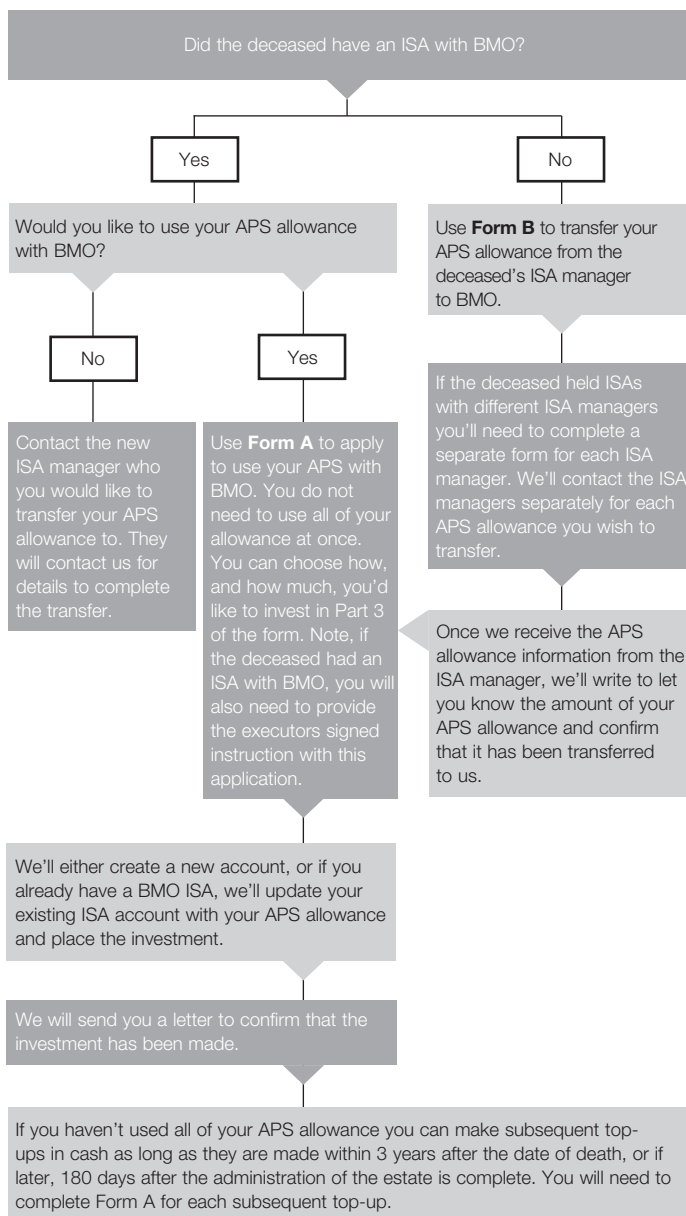 Did the deceased have an ISA with BMO?
Yes
No
Would you like to use your APS allowance
with BMO?
No
Yes
Contact the new
ISA manager who
you would like to
transfer your APS
allowance to. They
will contact us for
details to complete
the transfer.
Use Form A to apply
to use your APS with
BMO. You do not
need to use all of your
allowance at once.
You can choose how,
and how much, you'd
like to invest in Part 3
of the form. Note, if
the deceased had an
ISA with BMO, you will
also need to provide
the executors signed
instruction with this
application.
Use Form B to transfer your
APS allowance from the
deceased's ISA manager
to BMO.
If the deceased held ISAs
with different ISA managers
you'll need to complete a
separate form for each ISA
manager. We'll contact the ISA
managers separately for each
APS allowance you wish to
transfer.
Once we receive the APS
allowance information from the
ISA manager, we'll write to let
you know the amount of your
APS allowance and confirm
that it has been transferred
to us.
We'll either create a new account, or if you
already have a BMO ISA, we'll update your
existing ISA account with your APS allowance
and place the investment.
We will send you a letter to confirm that the
investment has been made.
If you haven't used all of your APS allowance you can make subsequent top-
ups in cash as long as they are made within 3 years after the date of death, or if
later, 180 days after the administration of the estate is complete. You will need to
complete Form A for each subsequent top-up.